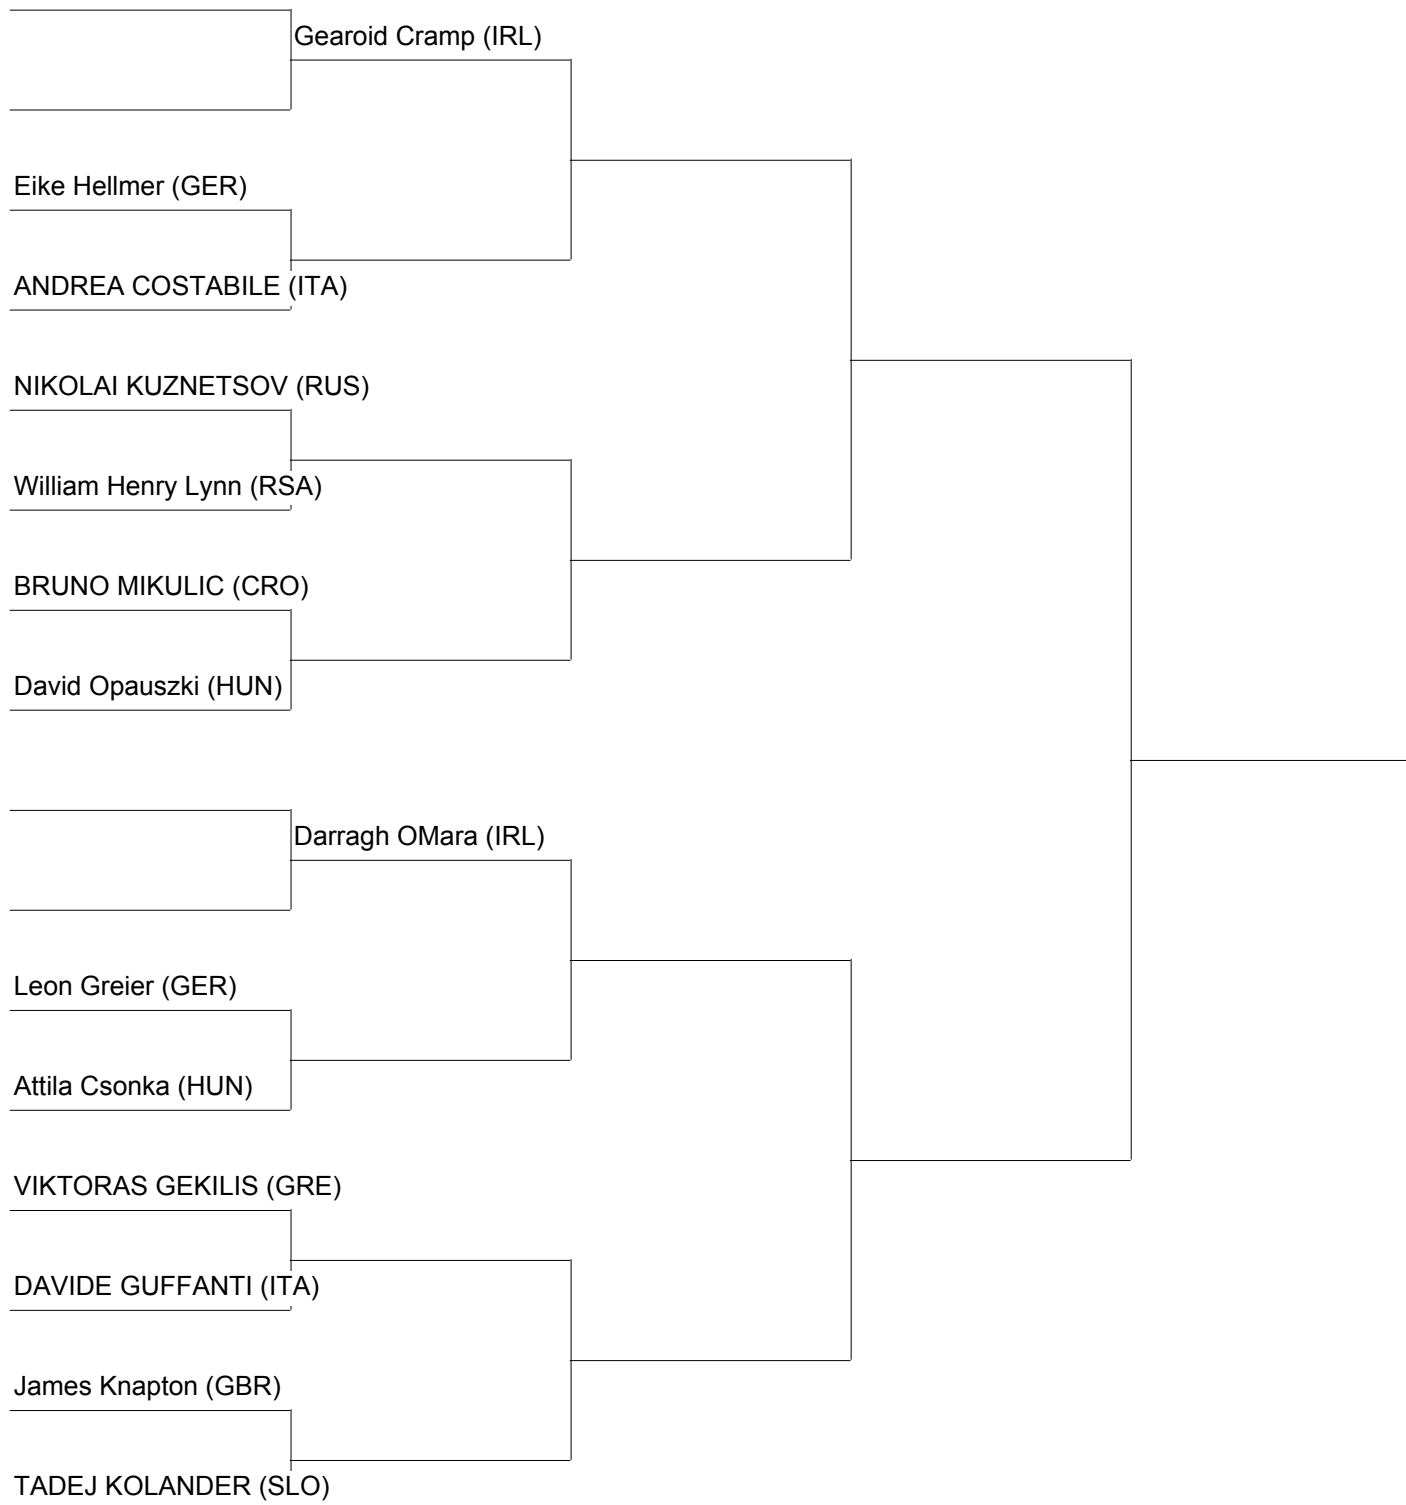 Gearoid Cramp (IRL)
Eike Hellmer (GER)
ANDREA COSTABILE (ITA)
NIKOLAI KUZNETSOV (RUS)
William Henry Lynn (RSA)
BRUNO MIKULIC (CRO)
David Opauszki (HUN)
Darragh OMara (IRL)
Leon Greier (GER)
Attila Csonka (HUN)
VIKTORAS GEKILIS (GRE)
DAVIDE GUFFANTI (ITA)
James Knapton (GBR)
TADEJ KOLANDER (SLO)